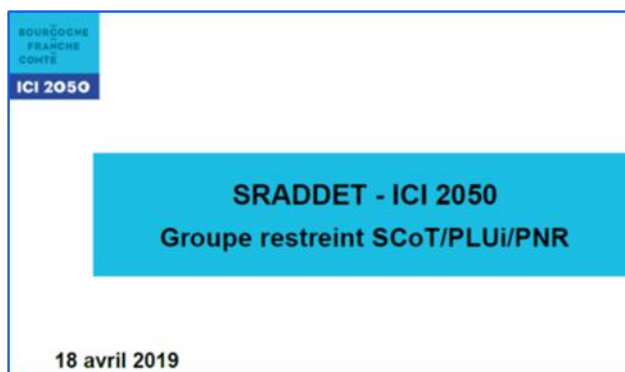 BOURGOGNE
FRANCHE
COMTÉ
ICI 2050
SRADDET - ICI 2050
Groupe restreint SCoT/PLUi/PNR
18 avril 2019